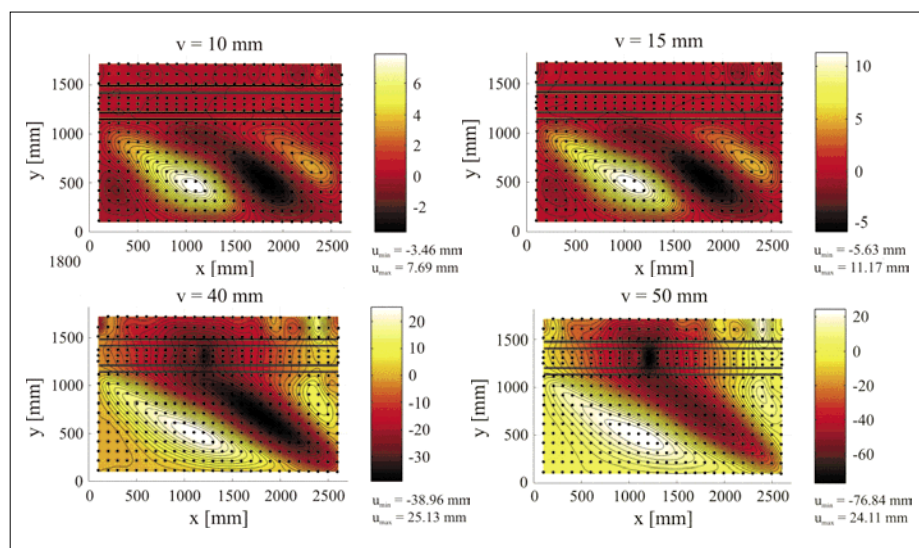 v = 10 mm
1500
1000
500
0
y [mm]
0 500 1000 1500 2000 2500
x [mm]
1800
6
4
2
0
-2
u_min = -3.46 mm
u_max = 7.69 mm
v = 15 mm
1500
1000
500
0
y [mm]
0 500 1000 1500 2000 2500
x [mm]
10
5
0
-5
u_min = -5.63 mm
u_max = 11.17 mm
v = 40 mm
1500
1000
500
0
y [mm]
0 500 1000 1500 2000 2500
x [mm]
20
10
0
-10
-20
-30
u_min = -38.96 mm
u_max = 25.13 mm
v = 50 mm
1500
1000
500
0
y [mm]
0 500 1000 1500 2000 2500
x [mm]
20
0
-20
-40
-60
u_min = -76.84 mm
u_max = 24.11 mm